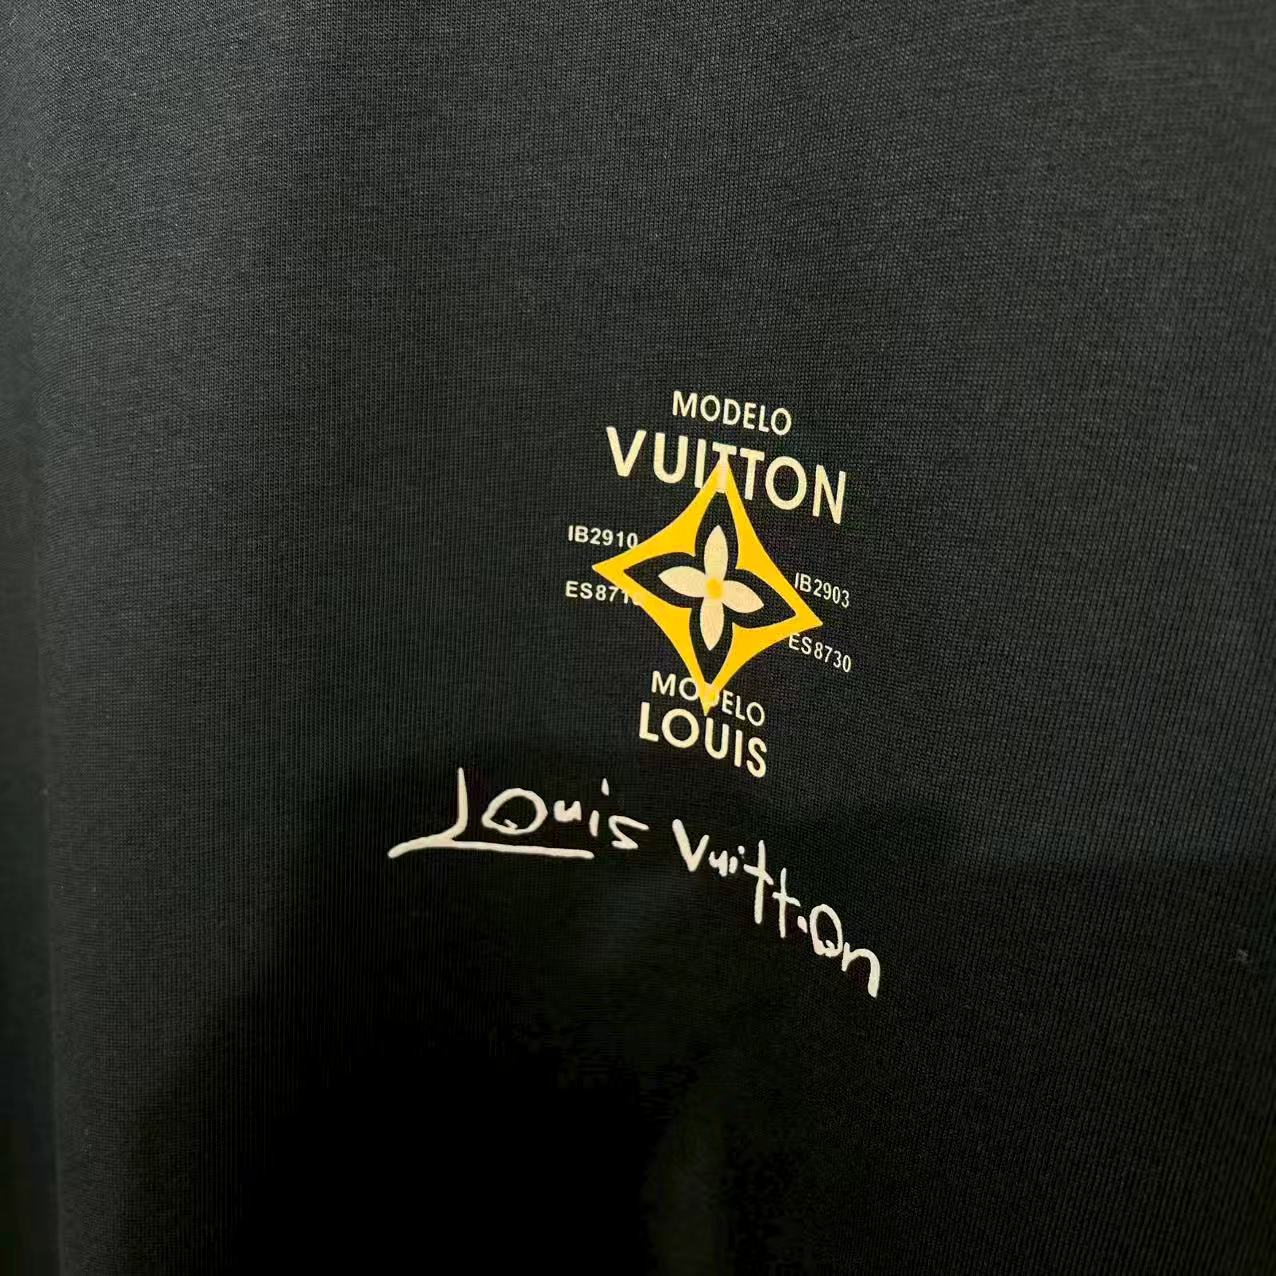 MODELO
VUITTON
IB2910
IB2903
ES8730
MODELO
LOUIS
Louis Vuitton